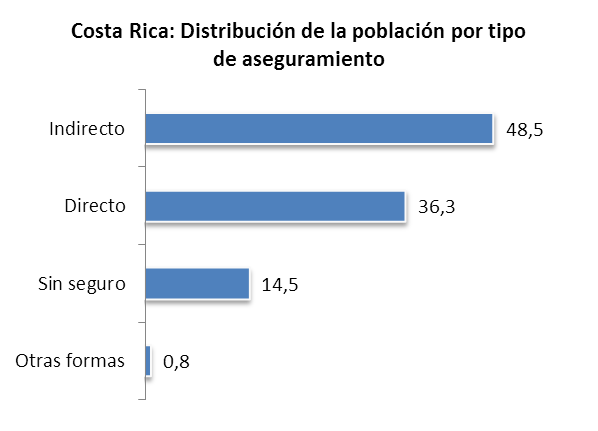 Costa Rica: Distribución de la población por tipo
de aseguramiento
Indirecto 48,5
Directo 36,3
Sin seguro 14,5
Otras formas 0,8